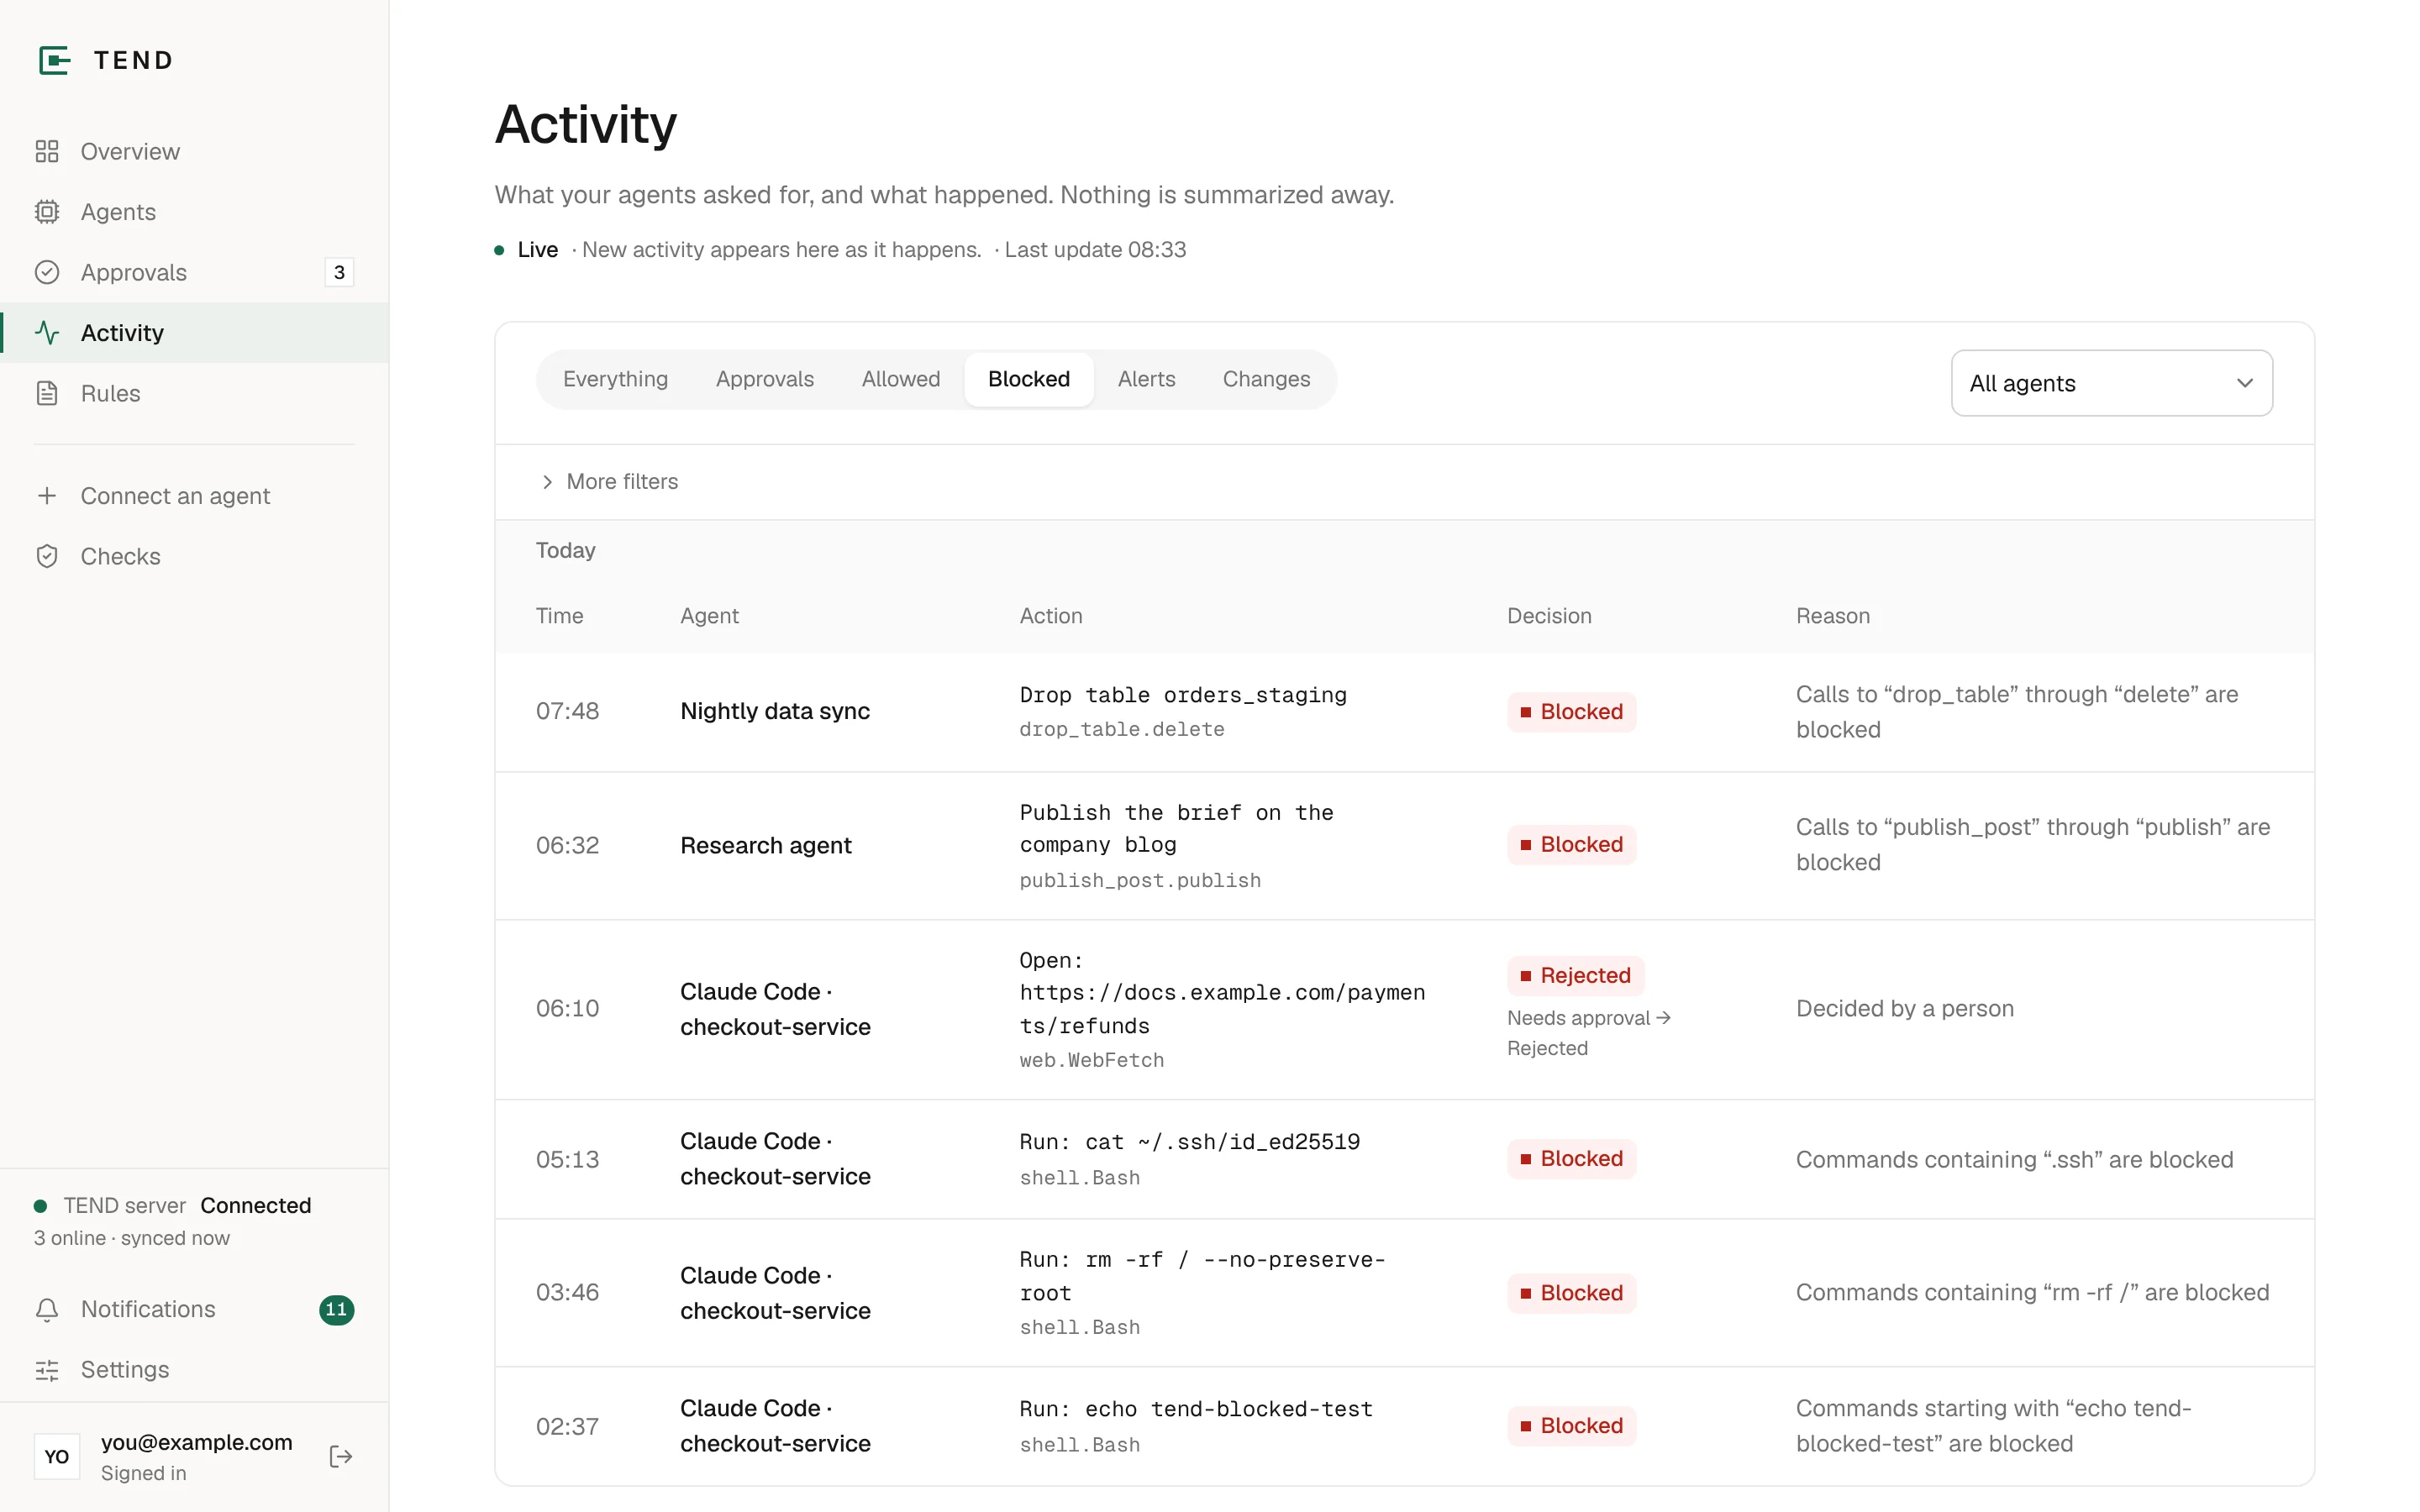 TEND
Overview
Agents
Approvals 3
Activity
Rules
Connect an agent
Checks
TEND server Connected
3 online · synced now
Notifications 11
Settings
YO
you@example.com
Signed in
Activity
What your agents asked for, and what happened. Nothing is summarized away.
Live · New activity appears here as it happens. · Last update 08:33
Everything Approvals Allowed Blocked Alerts Changes
All agents
More filters
Today
Time Agent Action Decision Reason
07:48
Nightly data sync
Drop table orders_staging
drop_table.delete
Blocked
Calls to “drop_table” through “delete” are
blocked
06:32
Research agent
Publish the brief on the
company blog
publish_post.publish
Blocked
Calls to “publish_post” through “publish” are
blocked
06:10
Claude Code ·
checkout-service
Open:
https://docs.example.com/paymen
ts/refunds
web.WebFetch
Rejected
Needs approval →
Rejected
Decided by a person
05:13
Claude Code ·
checkout-service
Run: cat ~/.ssh/id_ed25519
shell.Bash
Blocked
Commands containing “.ssh” are blocked
03:46
Claude Code ·
checkout-service
Run: rm -rf / --no-preserve-
root
shell.Bash
Blocked
Commands containing “rm -rf /” are blocked
02:37
Claude Code ·
checkout-service
Run: echo tend-blocked-test
shell.Bash
Blocked
Commands starting with “echo tend-
blocked-test” are blocked